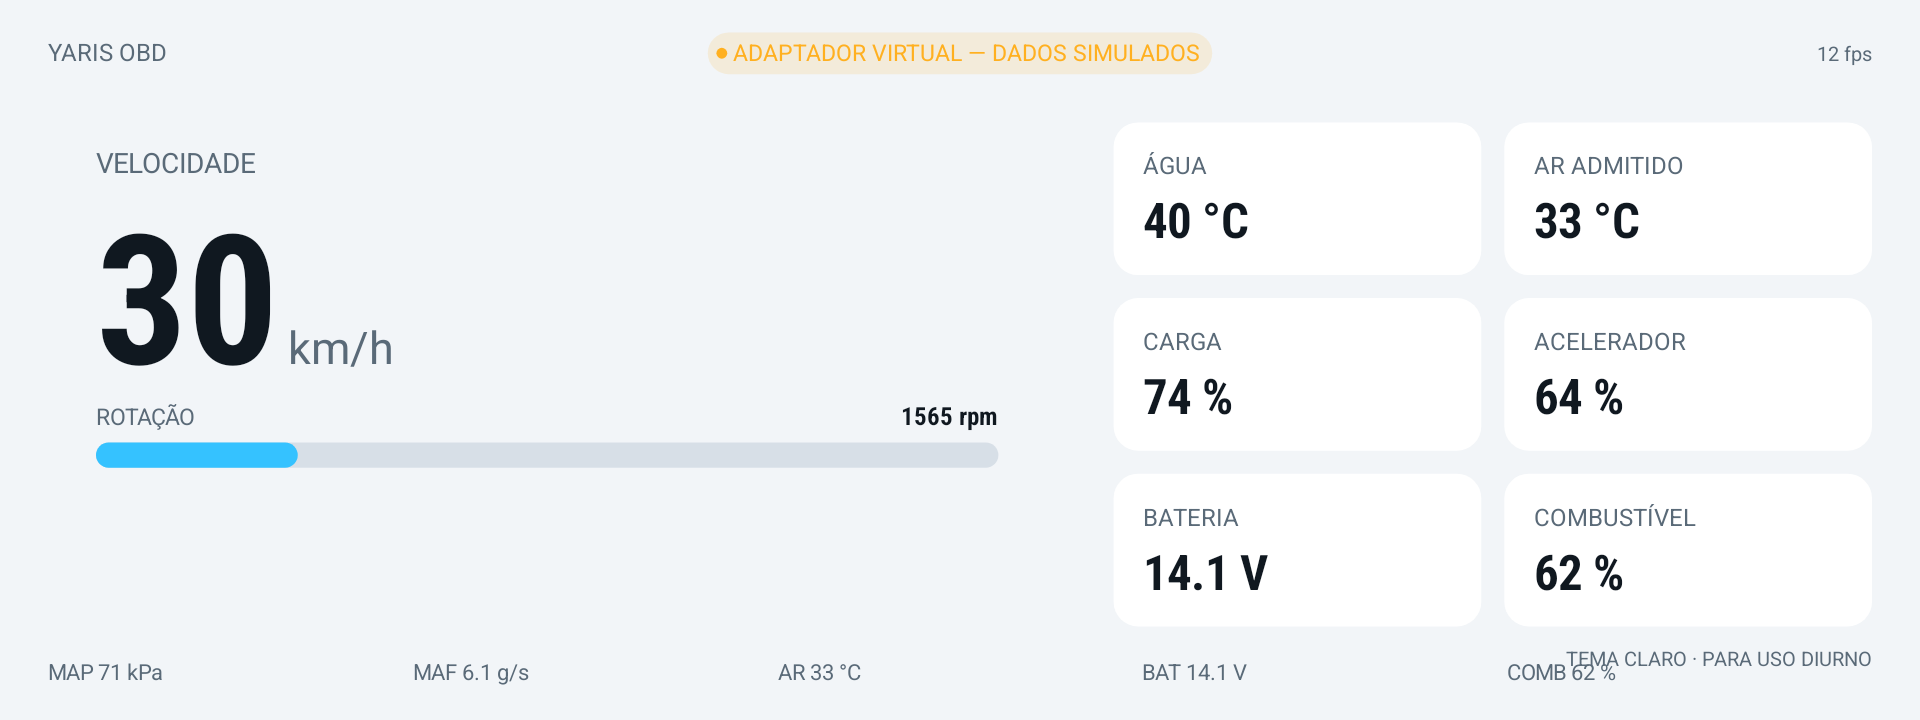 YARIS OBD
ADAPTADOR VIRTUAL — DADOS SIMULADOS
12 fps
VELOCIDADE
30 km/h
ROTAÇÃO
1565 rpm
ÁGUA
40 °C
AR ADMITIDO
33 °C
CARGA
74 %
ACELERADOR
64 %
BATERIA
14.1 V
COMBUSTÍVEL
62 %
MAP 71 kPa
MAF 6.1 g/s
AR 33 °C
BAT 14.1 V
COMB 62 %
TEMA CLARO · PARA USO DIURNO